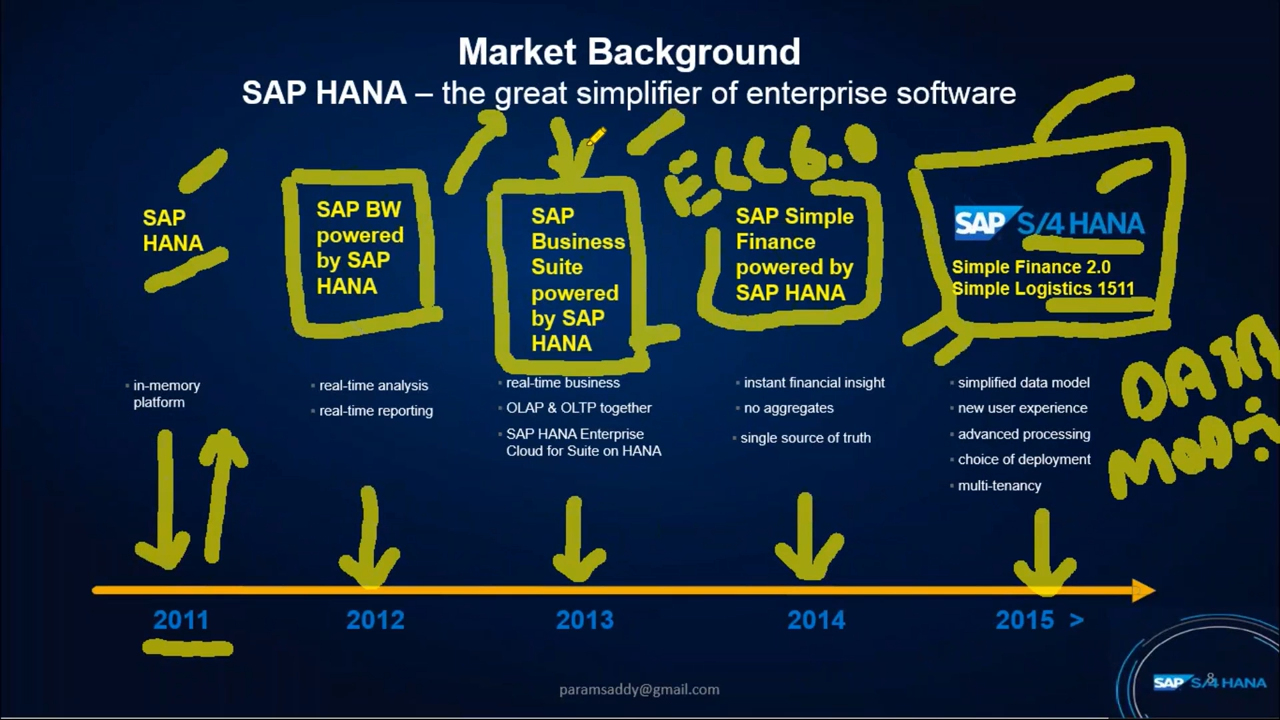 Market Background
SAP HANA – the great simplifier of enterprise software
ECC 6.0
SAP
HANA
in-memory
platform
SAP BW
powered
by SAP
HANA
real-time analysis
real-time reporting
SAP
Business
Suite
powered
by SAP
HANA
real-time business
OLAP & OLTP together
SAP HANA Enterprise
Cloud for Suite on HANA
SAP Simple
Finance
powered by
SAP HANA
instant financial insight
no aggregates
single source of truth
SAP S/4 HANA
Simple Finance 2.0
Simple Logistics 1511
simplified data model
new user experience
advanced processing
choice of deployment
multi-tenancy
DATA
2011
2012
2013
2014
2015 >
paramsaddy@gmail.com
SAP S/4 HANA